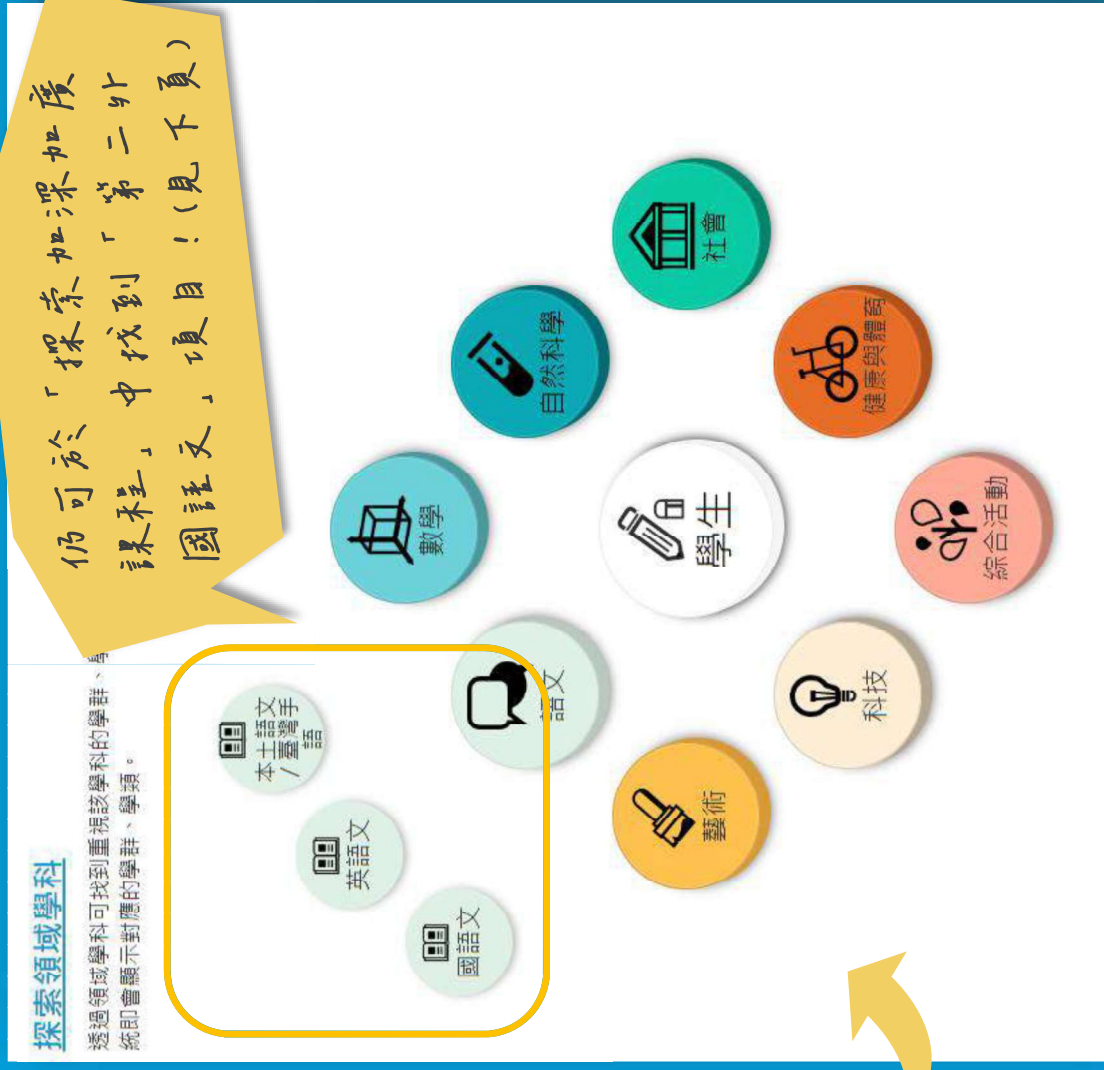 仍可於「探索加深加廣
課程」中找到「第二外
國語文」項目！(見下頁)
探索領域學科
透過領域學科可找到重視該學科的學群、學
統即會顯示對應的學群、學類。
本土語文
/臺灣手
語
英語文
國語文
語文
數學
自然科學
社會
健康與體育
綜合活動
科技
藝術
學生